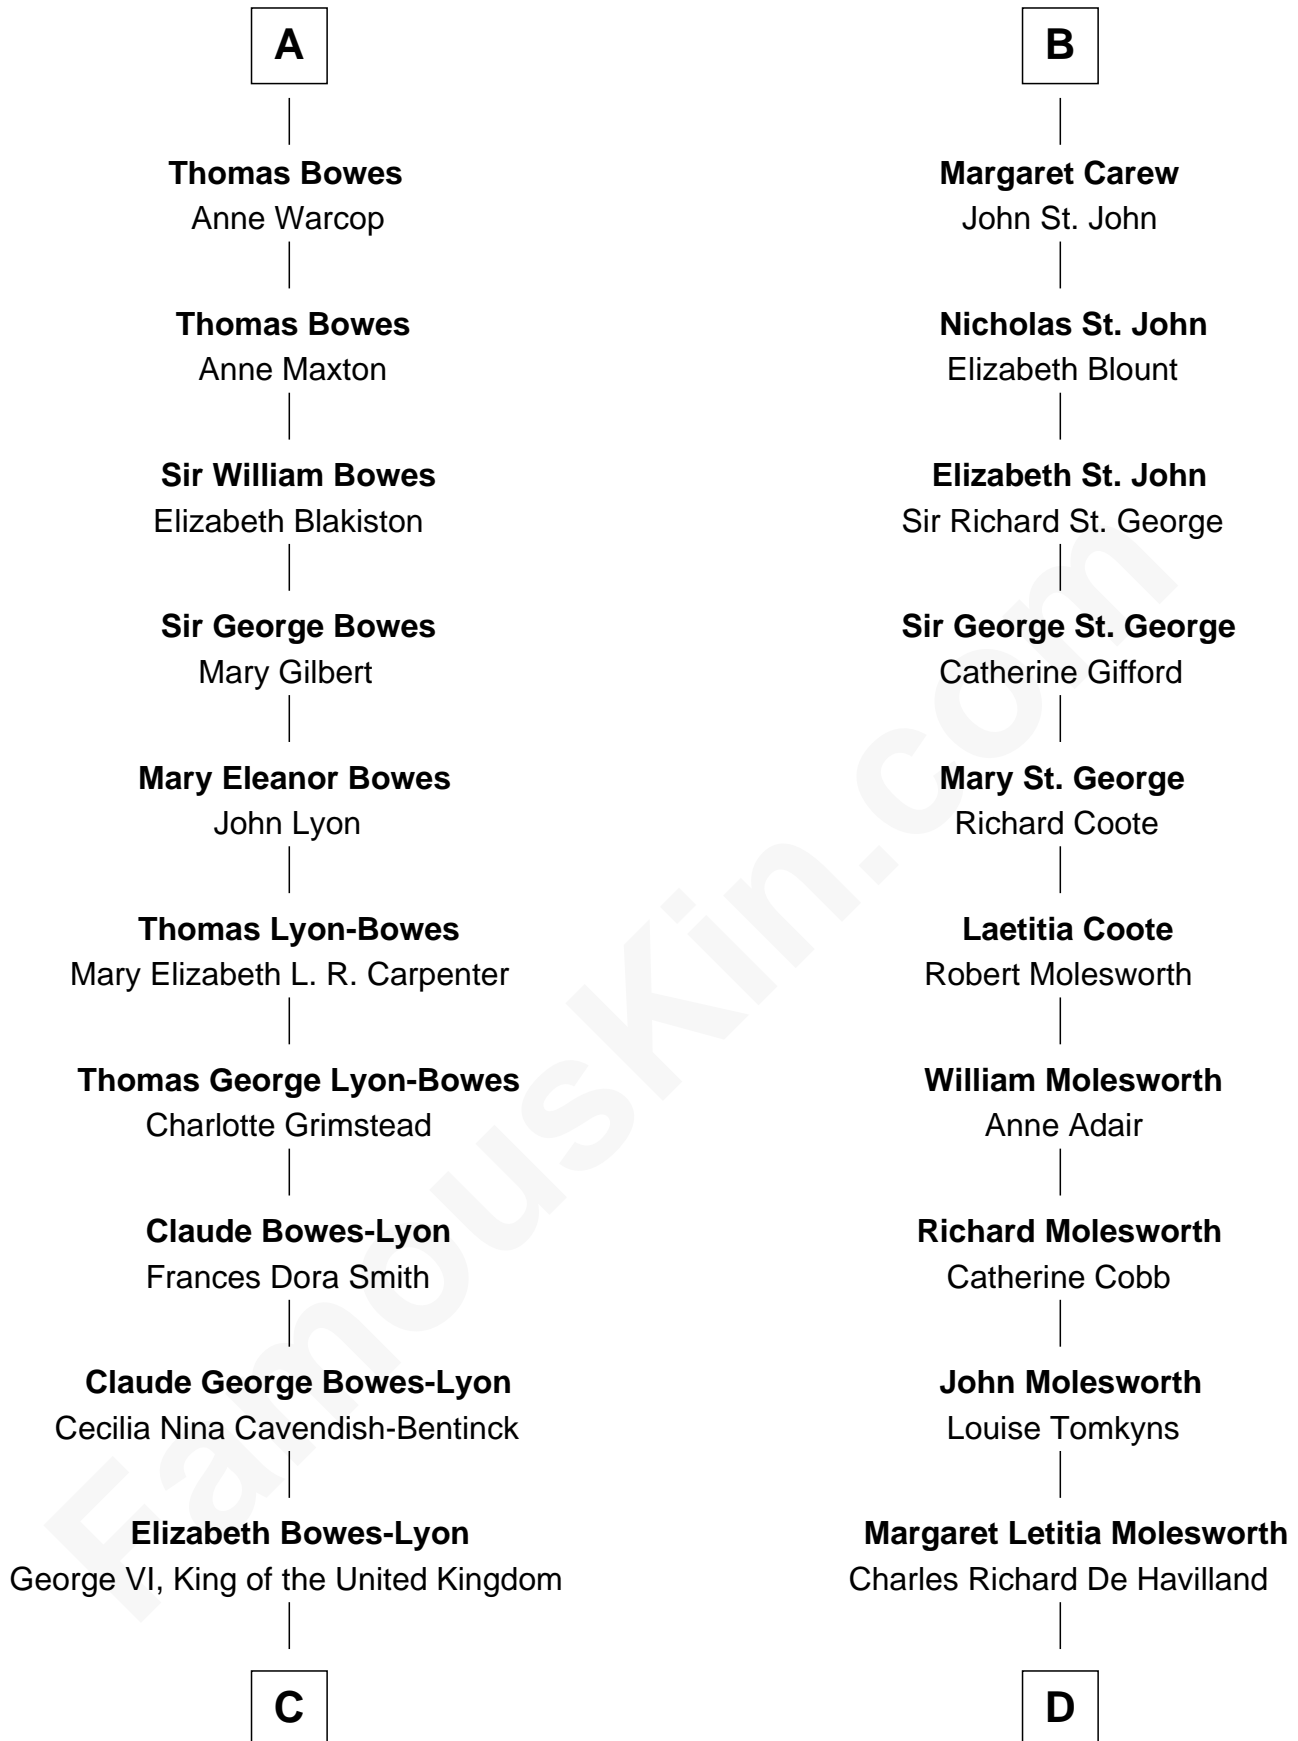 A
Thomas Bowes
Anne Warcop
Thomas Bowes
Anne Maxton
Sir William Bowes
Elizabeth Blakiston
Sir George Bowes
Mary Gilbert
Mary Eleanor Bowes
John Lyon
Thomas Lyon-Bowes
Mary Elizabeth L. R. Carpenter
Thomas George Lyon-Bowes
Charlotte Grimstead
Claude Bowes-Lyon
Frances Dora Smith
Claude George Bowes-Lyon
Cecilia Nina Cavendish-Bentinck
Elizabeth Bowes-Lyon
George VI, King of the United Kingdom
C
B
Margaret Carew
John St. John
Nicholas St. John
Elizabeth Blount
Elizabeth St. John
Sir Richard St. George
Sir George St. George
Catherine Gifford
Mary St. George
Richard Coote
Laetitia Coote
Robert Molesworth
William Molesworth
Anne Adair
Richard Molesworth
Catherine Cobb
John Molesworth
Louise Tomkyns
Margaret Letitia Molesworth
Charles Richard De Havilland
D
FamousKin.com